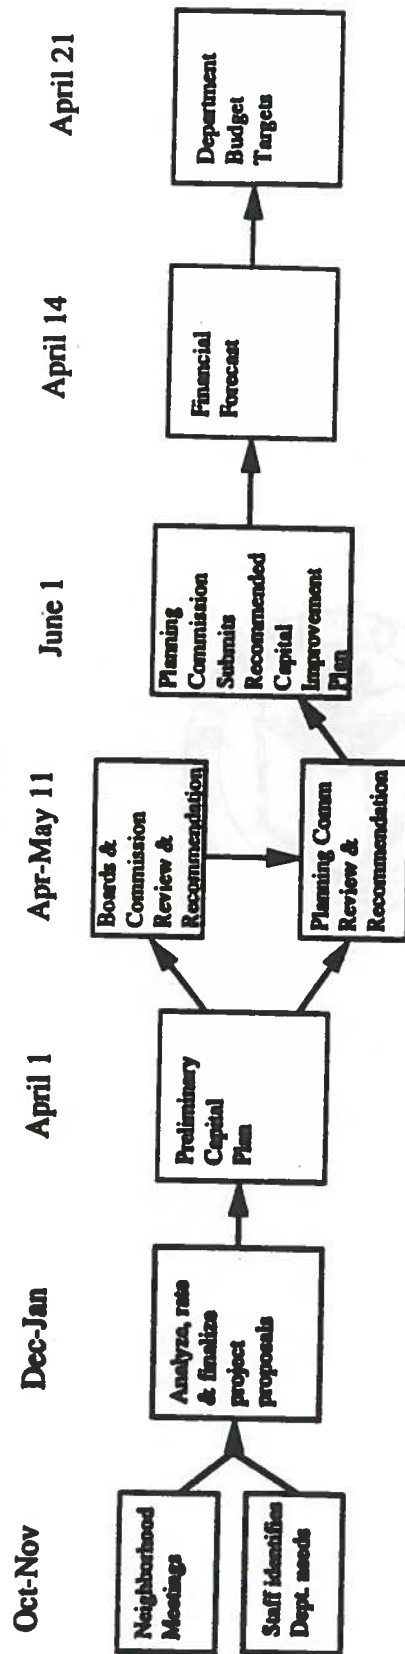 Oct-Nov
Dec-Jan
April 1
Apr-May 11
June 1
April 14
April 21
Neighborhood
Meetings
Staff identifies
Dept. needs
Analyze, rate
& finalize
project
proposals
Preliminary
Capital
Plan
Boards &
Commission
Review &
Recommendation
Planning Comm
Review &
Recommendation
Planning
Commission
Submits
Recommended
Capital
Improvement
Plan
Financial
Forecast
Department
Budget
Targets